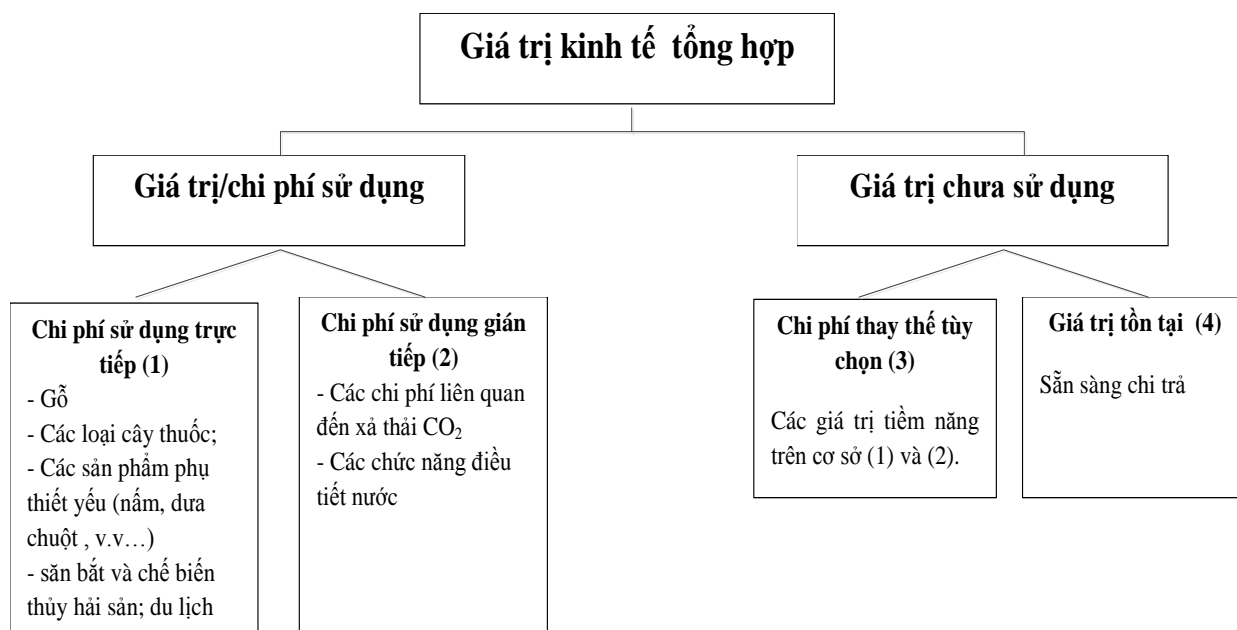 Giá trị kinh tế tổng hợp
Giá trị/chi phí sử dụng
Giá trị chưa sử dụng
Chi phí sử dụng trực
tiếp (1)
- Gỗ
- Các loại cây thuốc;
- Các sản phẩm phụ
thiết yếu (nấm, dưa
chuột , v.v…)
- săn bắt và chế biến
thủy hải sản; du lịch
Chi phí sử dụng gián
tiếp (2)
- Các chi phí liên quan
đến xả thải CO₂
- Các chức năng điều
tiết nước
Chi phí thay thế tùy
chọn (3)
Các giá trị tiềm năng
trên cơ sở (1) và (2).
Giá trị tồn tại (4)
Sẵn sàng chi trả